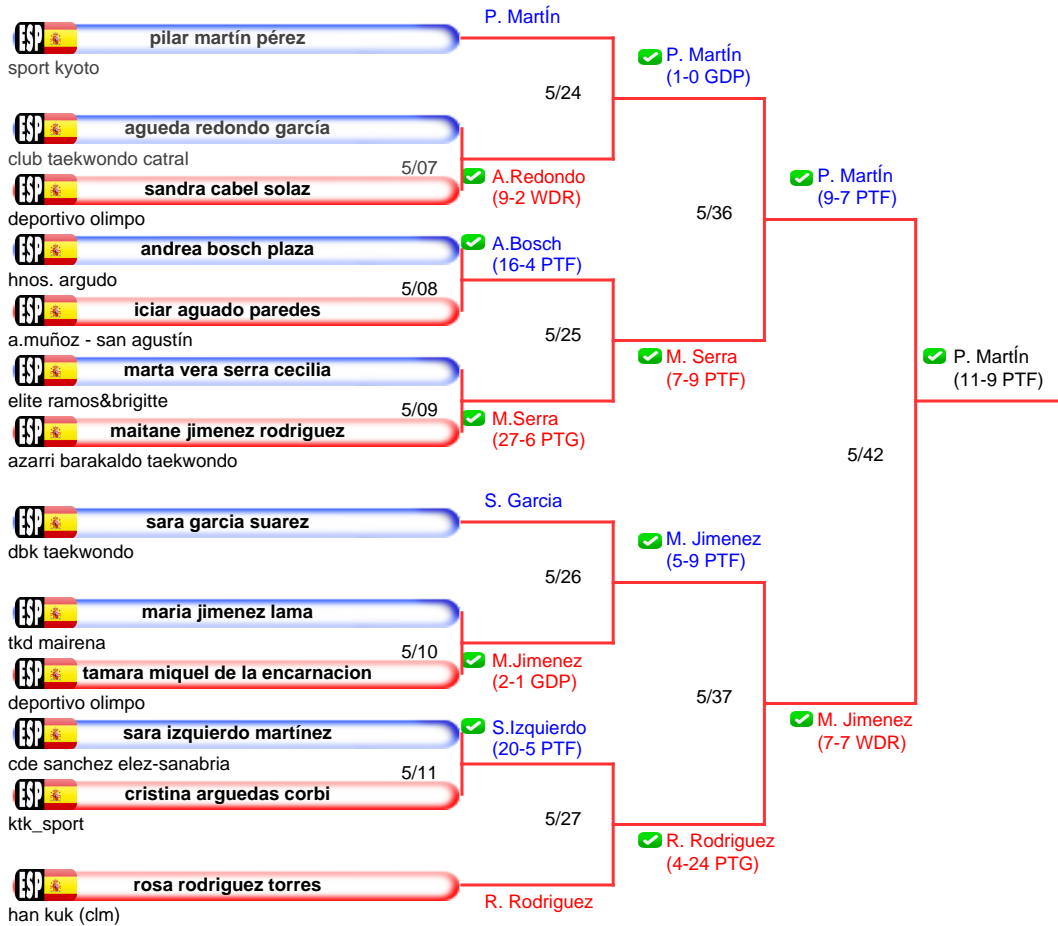 P. MartÍn
ESP pilar martín pérez
sport kyoto
P. MartÍn
(1-0 GDP)
5/24
ESP agueda redondo garcía
club taekwondo catral
5/07
A.Redondo
(9-2 WDR)
ESP sandra cabel solaz
deportivo olimpo
P. MartÍn
(9-7 PTF)
5/36
ESP andrea bosch plaza
hnos. argudo
A.Bosch
(16-4 PTF)
5/08
ESP iciar aguado paredes
a.muñoz - san agustín
5/25
M. Serra
(7-9 PTF)
ESP marta vera serra cecilia
elite ramos&brigitte
5/09
M.Serra
(27-6 PTG)
ESP maitane jimenez rodriguez
azarri barakaldo taekwondo
P. MartÍn
(11-9 PTF)
5/42
S. Garcia
ESP sara garcia suarez
dbk taekwondo
M. Jimenez
(5-9 PTF)
5/26
ESP maria jimenez lama
tkd mairena
5/10
M.Jimenez
(2-1 GDP)
ESP tamara miquel de la encarnacion
deportivo olimpo
5/37
M. Jimenez
(7-7 WDR)
ESP sara izquierdo martínez
cde sanchez elez-sanabria
S.Izquierdo
(20-5 PTF)
5/11
ESP cristina arguedas corbi
ktk_sport
5/27
R. Rodriguez
(4-24 PTG)
ESP rosa rodriguez torres
han kuk (clm)
R. Rodriguez